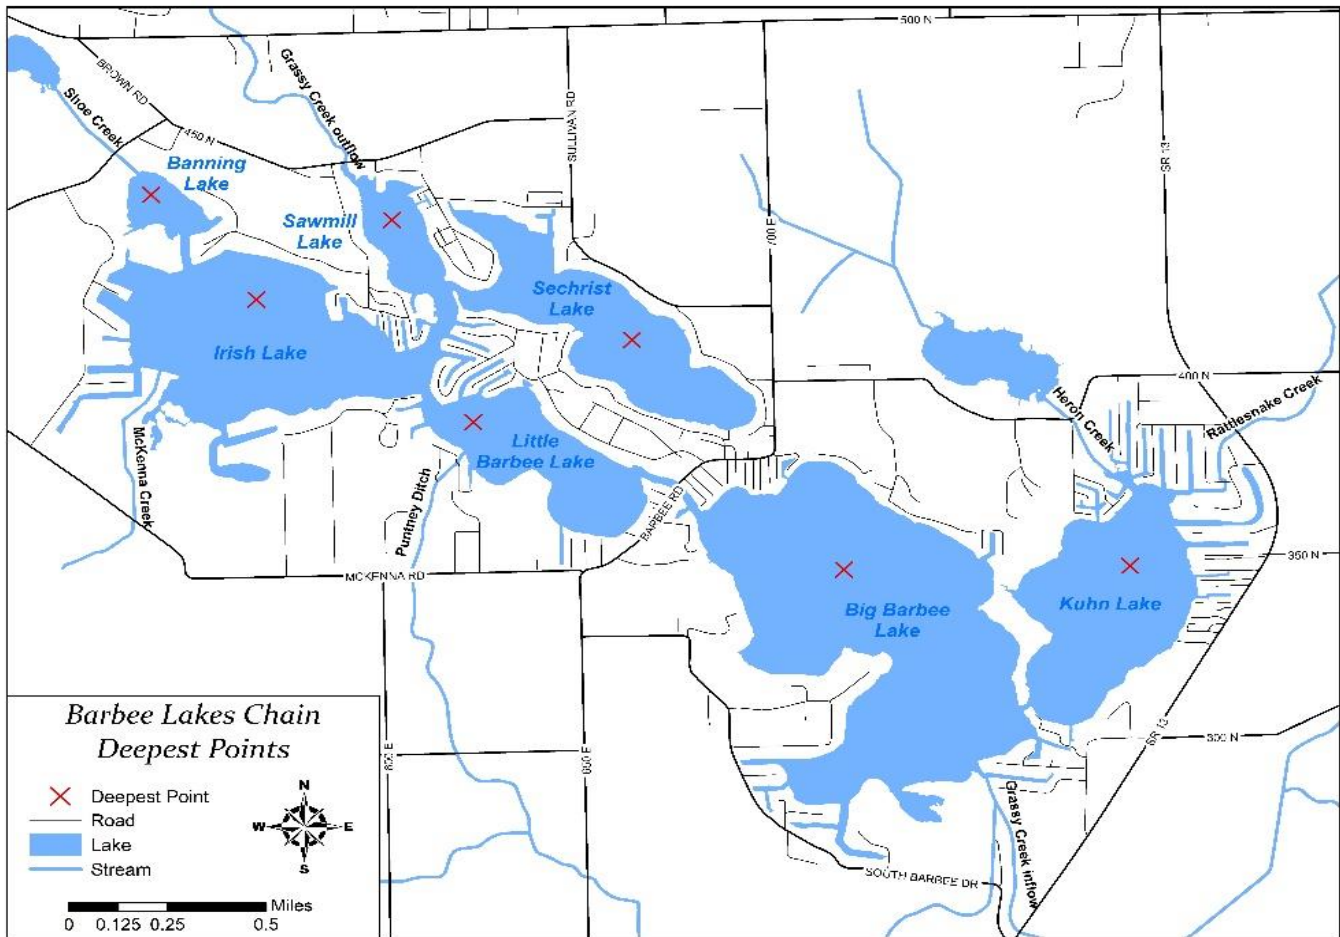 500 N
BROWN RD
Shoe Creek
Grassy Creek outflow
450 N
SULLIVAN RD
SR 13
Banning
Lake
Sawmill
Lake
700 E
Sechrist
Lake
Irish Lake
400 N
Heron Creek
Rattlesnake Creek
McKenna Creek
Little
Barbee Lake
Puntney Ditch
BARBEE RD
350 N
MCKENNA RD
Big Barbee
Lake
Kuhn Lake
SR 13
300 N
650 E
Grassy Creek inflow
SOUTH BARBEE DR
Barbee Lakes Chain
Deepest Points
Deepest Point
Road
Lake
Stream
N
W E
S
Miles
0 0.125 0.25 0.5